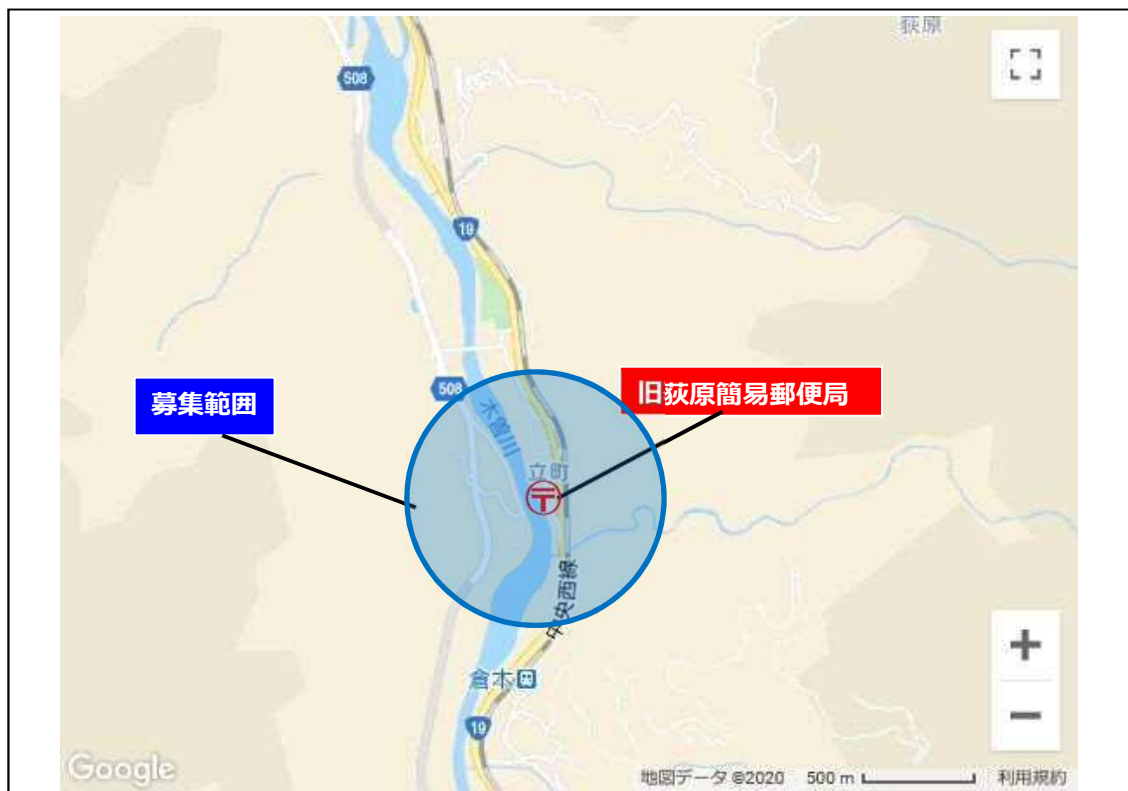 荻原
508
19
募集範囲
508
旧荻原簡易郵便局
木曽川
立町
〒
中央西線
倉本
19
Google
地図データ ©2020 500 m 利用規約